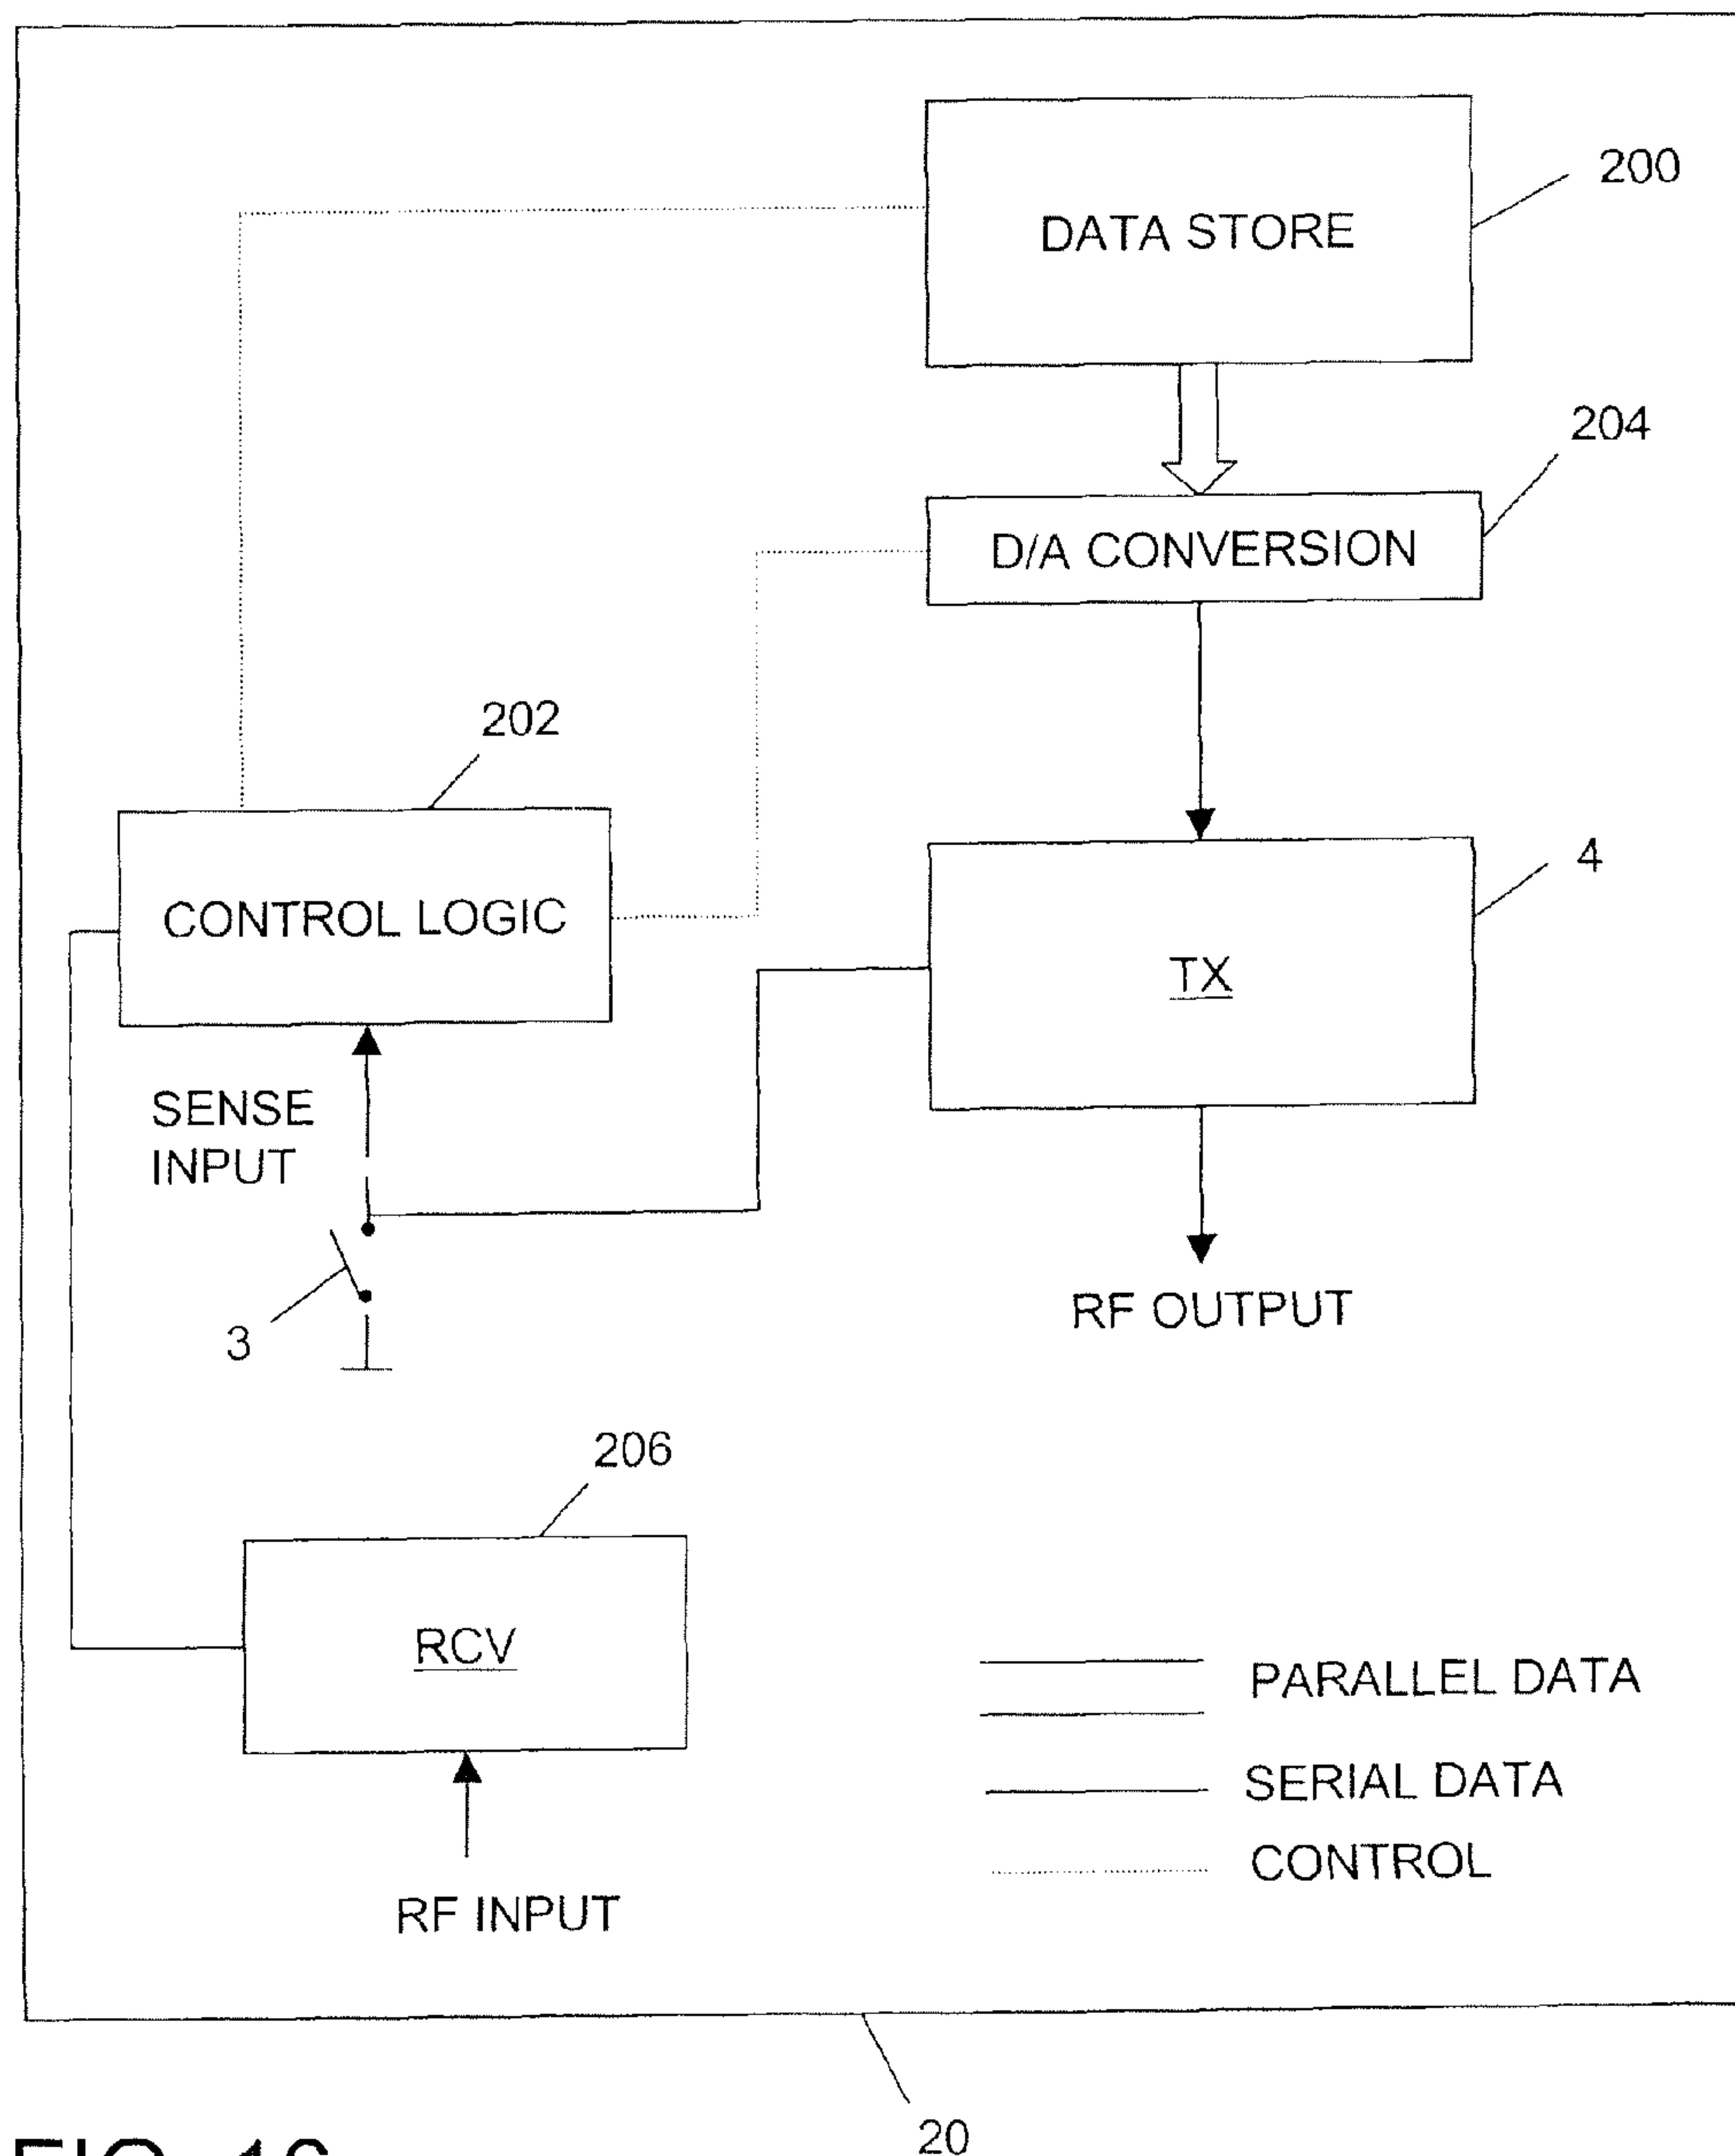 200
DATA STORE
204
D/A CONVERSION
202
CONTROL LOGIC
4
TX
SENSE
INPUT
3
RF OUTPUT
206
RCV
RF INPUT
PARALLEL DATA
SERIAL DATA
CONTROL
20